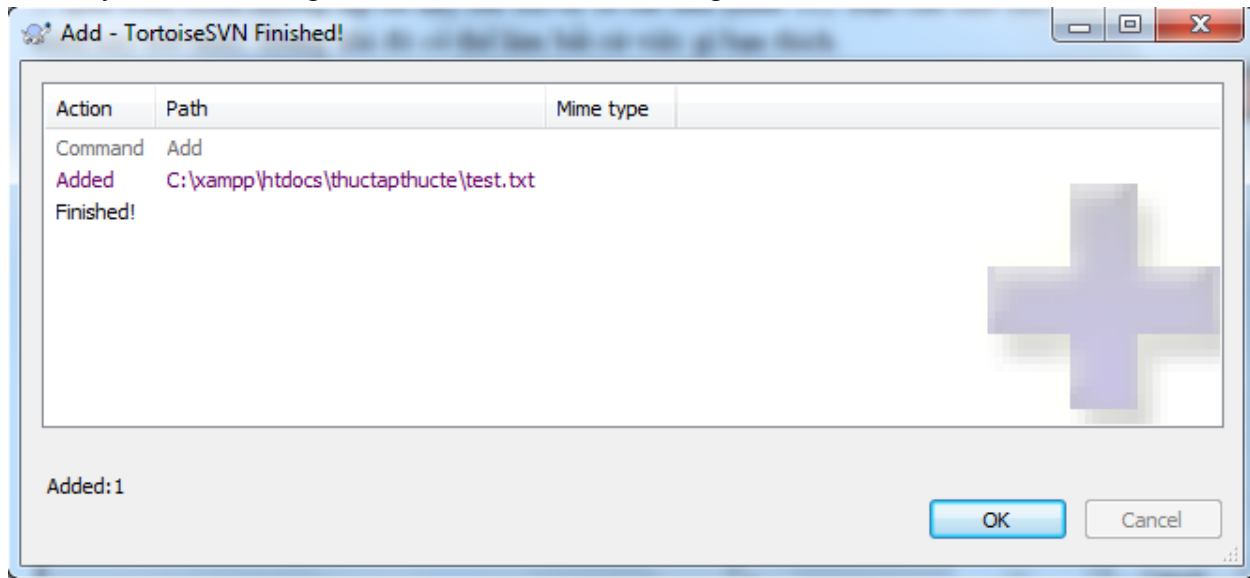 Add - TortoiseSVN Finished!
Action Path Mime type
Command Add
Added C:\xampp\htdocs\thuctapthucte\test.txt
Finished!
Added:1
OK Cancel